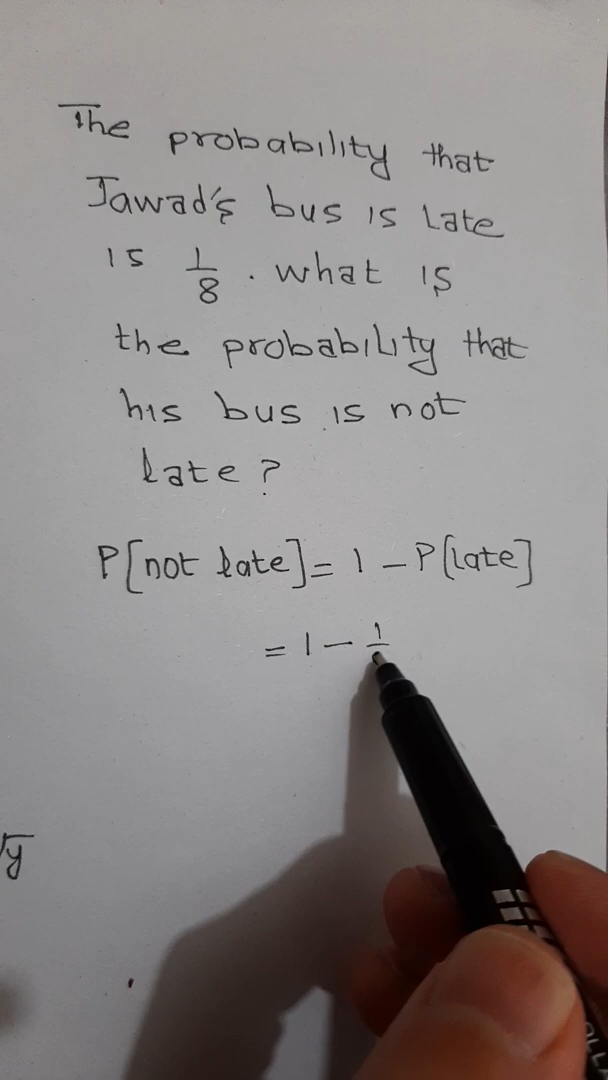 The probability that
Jawad's bus is late
is 1/8. what is
the probability that
his bus is not
late?
P[not late] = 1 - P[late]
= 1 - 1/
√y